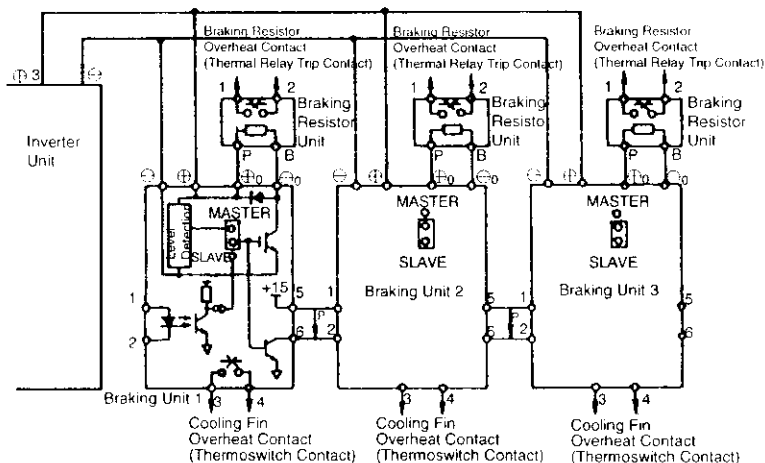 Braking Resistor
Overheat Contact
(Thermal Relay Trip Contact)
Braking Resistor
Overheat Contact
(Thermal Relay Trip Contact)
Braking Resistor
Overheat Contact
(Thermal Relay Trip Contact)
⊕ 3 ⊖
Inverter
Unit
1 2
Braking
Resistor
Unit
P B
1 2
Braking
Resistor
Unit
P B
1 2
Braking
Resistor
Unit
P B
⊖ ⊕ ⊕0 ⊖0
⊖ ⊕ ⊕0 ⊖0
⊖ ⊕ ⊕0 ⊖0
Level
Detection
MASTER
SLAVE
MASTER
SLAVE
MASTER
SLAVE
+15
1
2
5
6
P
1
2
Braking Unit 2
5
6
P
1
2
Braking Unit 3
5
6
Braking Unit 1
3 4
3 4
3 4
Cooling Fin
Overheat Contact
(Thermoswitch Contact)
Cooling Fin
Overheat Contact
(Thermoswitch Contact)
Cooling Fin
Overheat Contact
(Thermoswitch Contact)